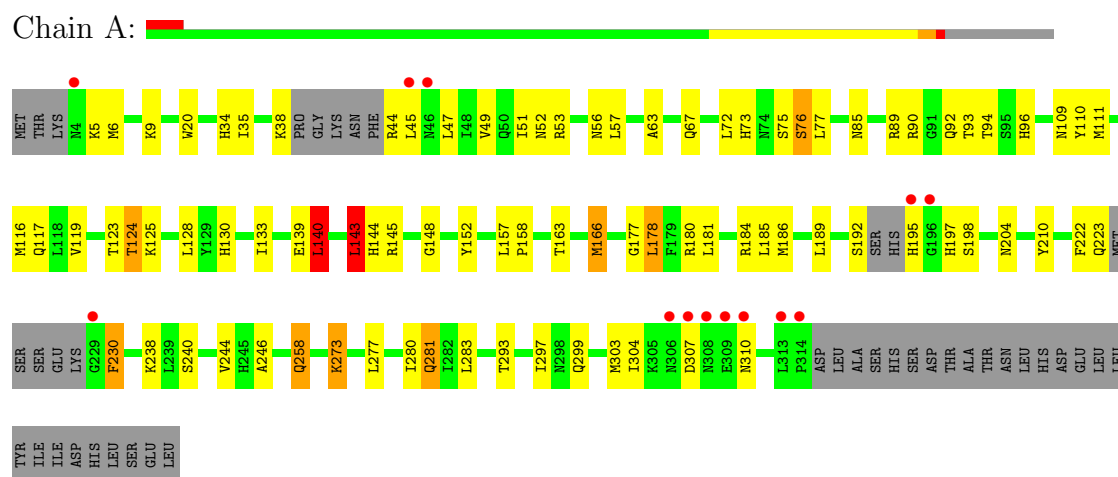 Chain A:
MET THR LYS N4 K5 M6 K9 W20 H34 I35 K38 PRO GLY LYS ASN PHE R44 L45 N46 L47 I48 V49 Q50 I51 N52 R53 N56 L57 A63 Q67 L72 H73 N74 S75 S76 L77 N85 R89 R90 G91 Q92 T93 T94 S95 H96 N109 Y110 M111
M116 Q117 L118 V119 T123 T124 K125 L128 Y129 H130 I133 E139 L140 L143 H144 R145 G148 Y152 L157 P158 T163 M166 G177 L178 F179 R180 L181 R184 L185 M186 L189 S192 SER HIS H195 G196 H197 S198 N204 Y210 F222 Q223 MET
SER SER GLU LYS G229 F230 K238 L239 S240 V244 H245 A246 Q258 K273 L277 I280 Q281 I282 L283 T293 I297 N298 Q299 M303 I304 K305 N306 D307 N308 E309 N310 L313 P314 ASP LEU ALA SER HIS SER ASP THR ALA THR ASN LEU HIS ASP GLU LEU LEU
TYR ILE ILE ASP HIS LEU SER GLU LEU